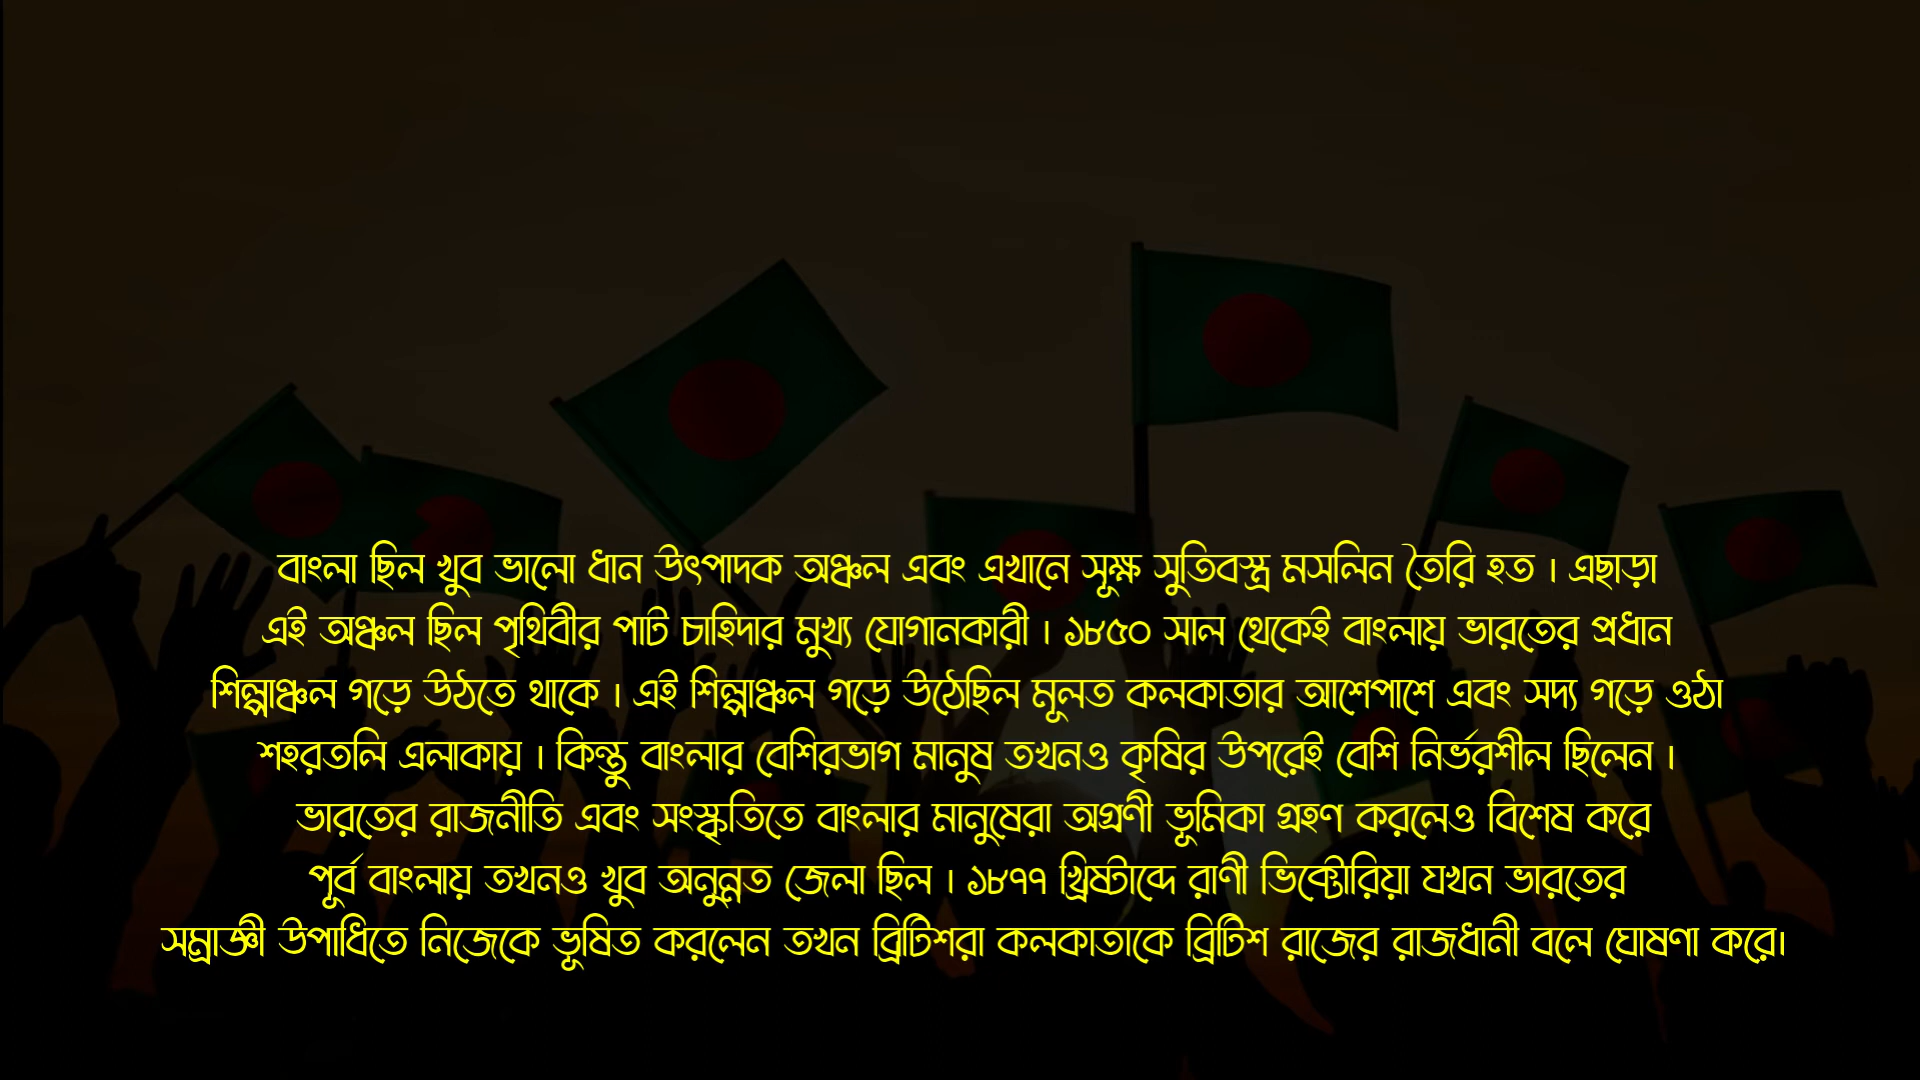 বাংলা ছিল খুব ভালো ধান উৎপাদক অঞ্চল এবং এখানে সূক্ষ সুতিবস্ত্র মসলিন তৈরি হত । এছাড়া
এই অঞ্চল ছিল পৃথিবীর পাট চাহিদার মুখ্য যোগানকারী । ১৮৫০ সাল থেকেই বাংলায় ভারতের প্রধান
শিল্পাঞ্চল গড়ে উঠতে থাকে । এই শিল্পাঞ্চল গড়ে উঠেছিল মূলত কলকাতার আশেপাশে এবং সদ্য গড়ে ওঠা
শহরতলি এলাকায় । কিন্তু বাংলার বেশিরভাগ মানুষ তখনও কৃষির উপরেই বেশি নির্ভরশীল ছিলেন ।
ভারতের রাজনীতি এবং সংস্কৃতিতে বাংলার মানুষেরা অগ্রণী ভূমিকা গ্রহণ করলেও বিশেষ করে
পূর্ব বাংলায় তখনও খুব অনুন্নত জেলা ছিল । ১৮৭৭ খ্রিষ্টাব্দে রাণী ভিক্টোরিয়া যখন ভারতের
সম্রাজ্ঞী উপাধিতে নিজেকে ভূষিত করলেন তখন ব্রিটিশরা কলকাতাকে ব্রিটিশ রাজের রাজধানী বলে ঘোষণা করে।